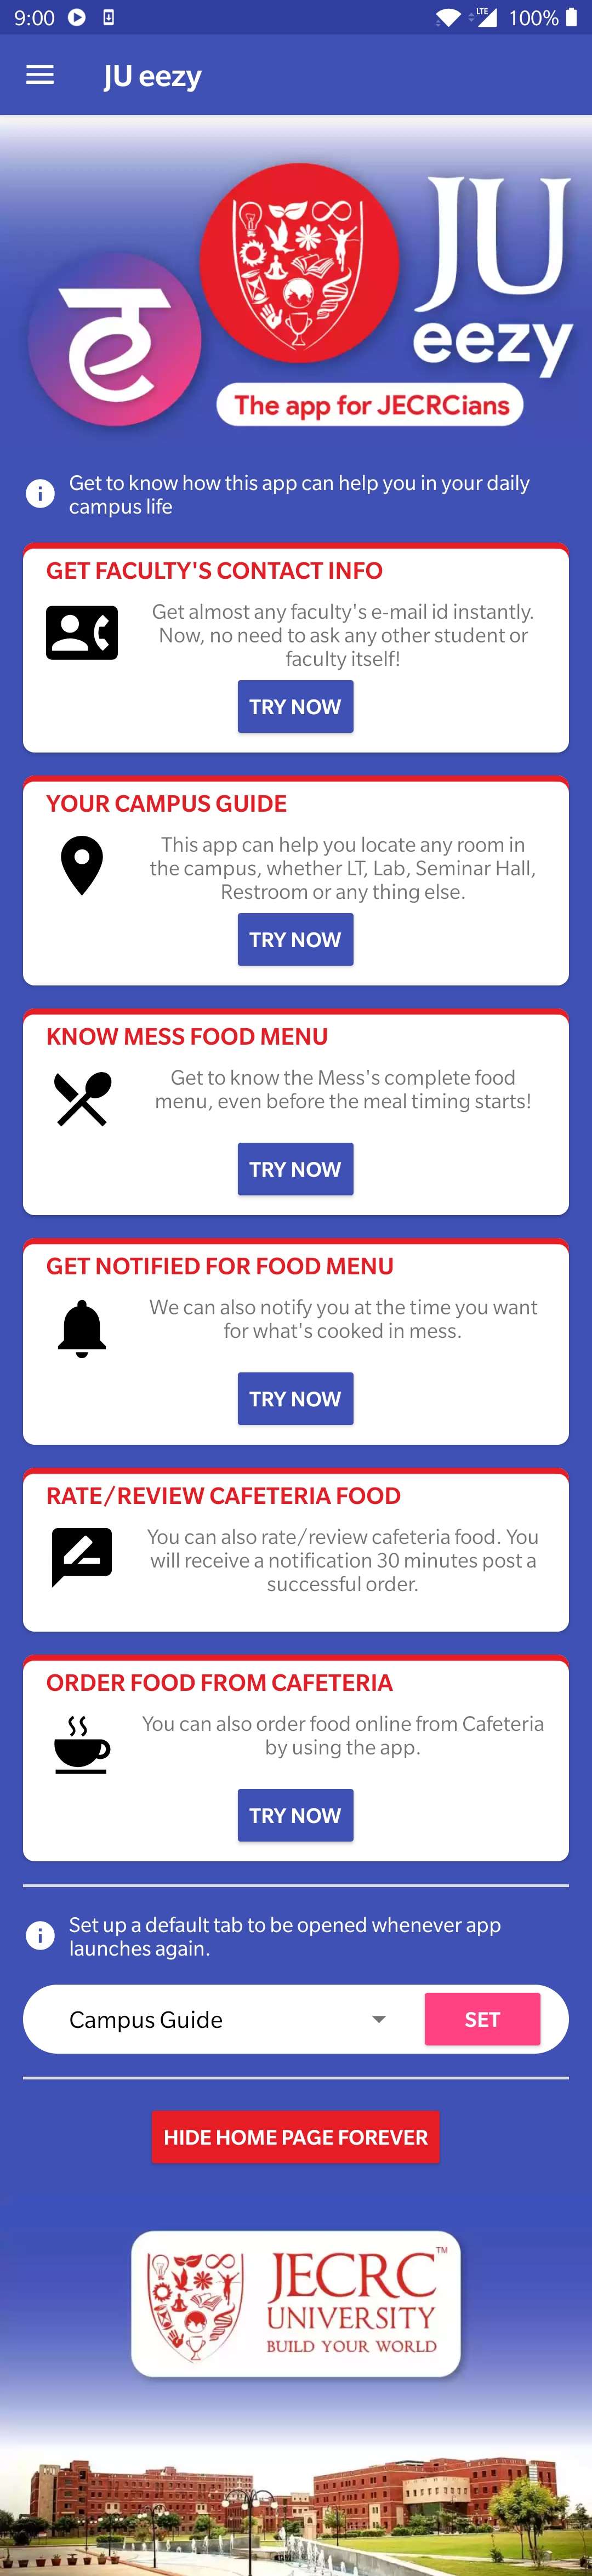 9:00
LTE
100%
JU eezy
ट
JU
eezy
The app for JECRCians
Get to know how this app can help you in your daily
campus life
GET FACULTY'S CONTACT INFO
Get almost any faculty's e-mail id instantly.
Now, no need to ask any other student or
faculty itself!
TRY NOW
YOUR CAMPUS GUIDE
This app can help you locate any room in
the campus, whether LT, Lab, Seminar Hall,
Restroom or any thing else.
TRY NOW
KNOW MESS FOOD MENU
Get to know the Mess's complete food
menu, even before the meal timing starts!
TRY NOW
GET NOTIFIED FOR FOOD MENU
We can also notify you at the time you want
for what's cooked in mess.
TRY NOW
RATE/REVIEW CAFETERIA FOOD
You can also rate/review cafeteria food. You
will receive a notification 30 minutes post a
successful order.
ORDER FOOD FROM CAFETERIA
You can also order food online from Cafeteria
by using the app.
TRY NOW
Set up a default tab to be opened whenever app
launches again.
Campus Guide
SET
HIDE HOME PAGE FOREVER
JECRC™
UNIVERSITY
BUILD YOUR WORLD